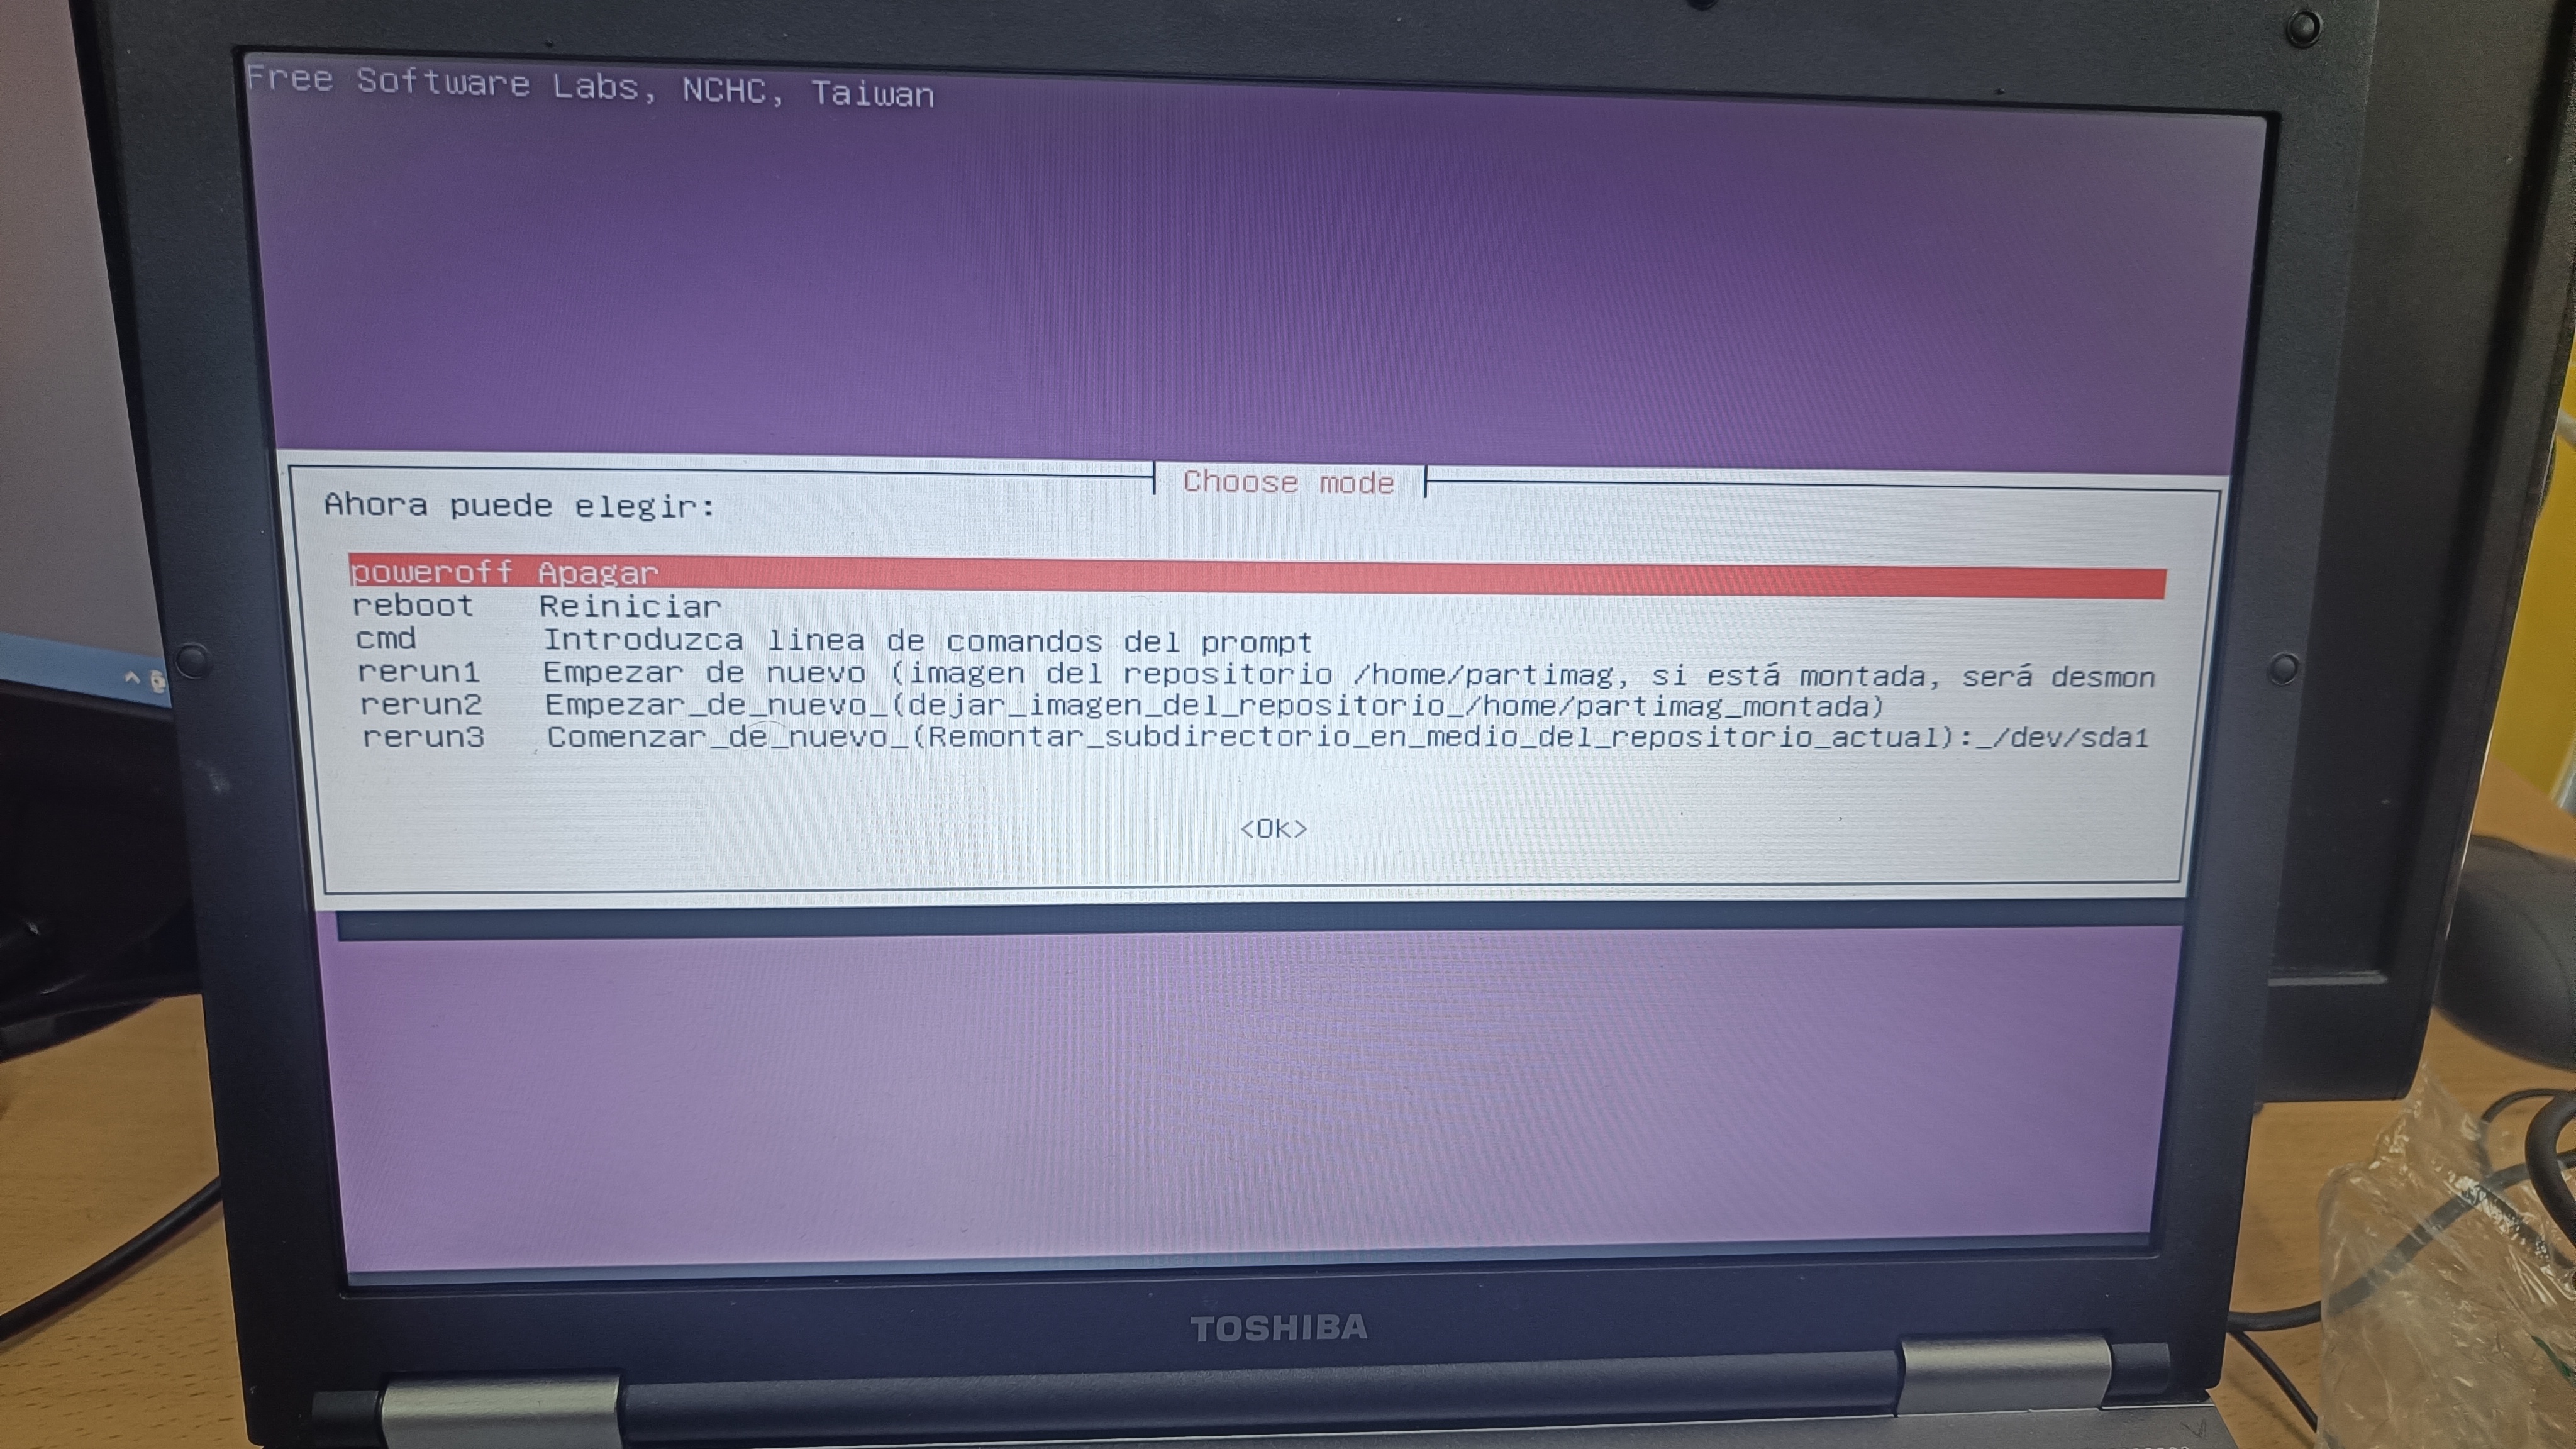 Free Software Labs, NCHC, Taiwan
Choose mode
Ahora puede elegir:
poweroff Apagar
reboot Reiniciar
cmd Introduzca linea de comandos del prompt
rerun1 Empezar de nuevo (imagen del repositorio /home/partimag, si está montada, será desmon
rerun2 Empezar_de_nuevo_(dejar_imagen_del_repositorio_/home/partimag_montada)
rerun3 Comenzar_de_nuevo_(Remontar_subdirectorio_en_medio_del_repositorio_actual):_/dev/sda1
<Ok>
TOSHIBA